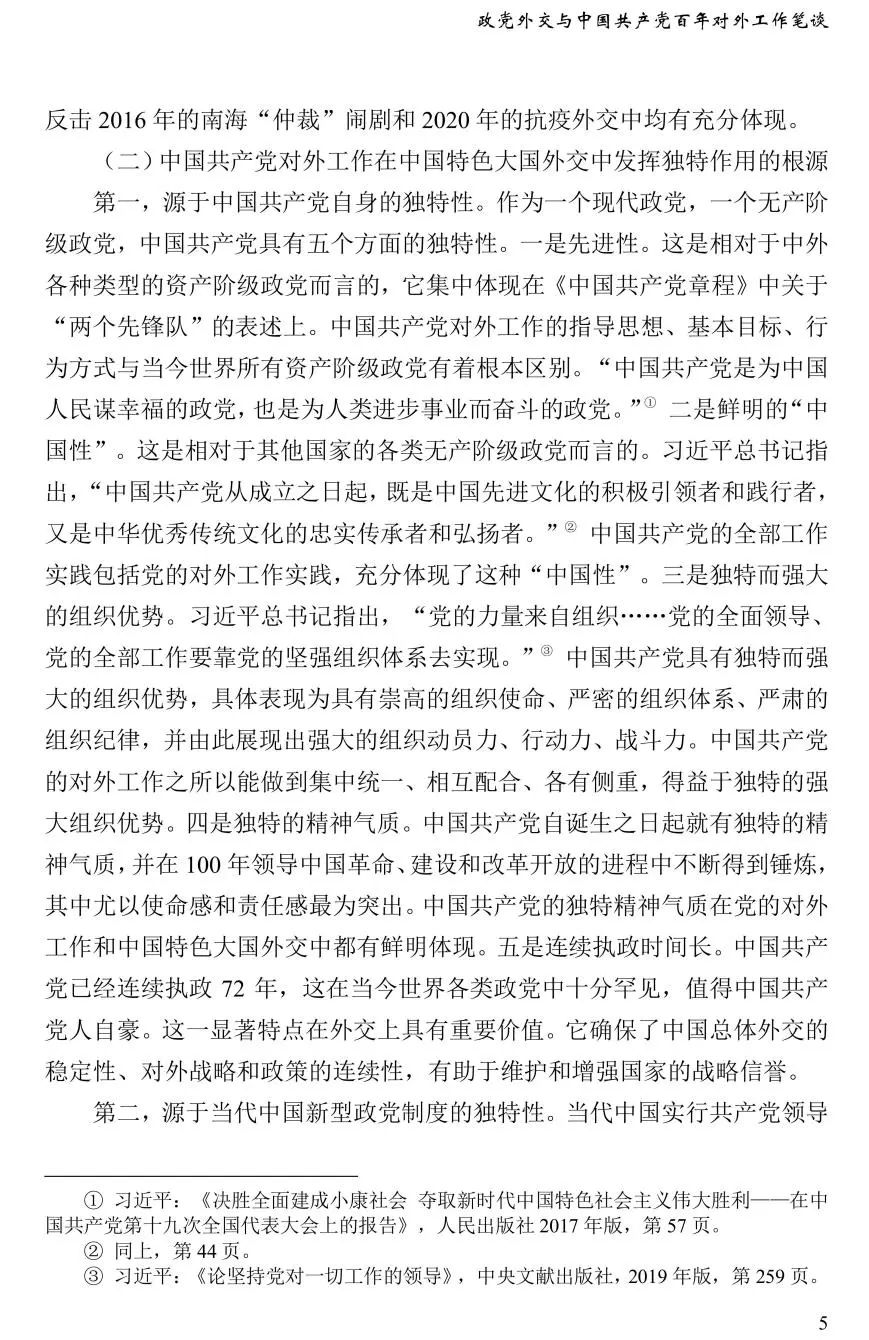 政党外交与中国共产党百年对外工作笔谈
反击 2016 年的南海“仲裁”闹剧和 2020 年的抗疫外交中均有充分体现。
（二）中国共产党对外工作在中国特色大国外交中发挥独特作用的根源
第一，源于中国共产党自身的独特性。作为一个现代政党，一个无产阶
级政党，中国共产党具有五个方面的独特性。一是先进性。这是相对于中外
各种类型的资产阶级政党而言的，它集中体现在《中国共产党章程》中关于
“两个先锋队”的表述上。中国共产党对外工作的指导思想、基本目标、行
为方式与当今世界所有资产阶级政党有着根本区别。“中国共产党是为中国
人民谋幸福的政党，也是为人类进步事业而奋斗的政党。”① 二是鲜明的“中
国性”。这是相对于其他国家的各类无产阶级政党而言的。习近平总书记指
出，“中国共产党从成立之日起，既是中国先进文化的积极引领者和践行者，
又是中华优秀传统文化的忠实传承者和弘扬者。”② 中国共产党的全部工作
实践包括党的对外工作实践，充分体现了这种“中国性”。三是独特而强大
的组织优势。习近平总书记指出，“党的力量来自组织……党的全面领导、
党的全部工作要靠党的坚强组织体系去实现。”③ 中国共产党具有独特而强
大的组织优势，具体表现为具有崇高的组织使命、严密的组织体系、严肃的
组织纪律，并由此展现出强大的组织动员力、行动力、战斗力。中国共产党
的对外工作之所以能做到集中统一、相互配合、各有侧重，得益于独特的强
大组织优势。四是独特的精神气质。中国共产党自诞生之日起就有独特的精
神气质，并在 100 年领导中国革命、建设和改革开放的进程中不断得到锤炼，
其中尤以使命感和责任感最为突出。中国共产党的独特精神气质在党的对外
工作和中国特色大国外交中都有鲜明体现。五是连续执政时间长。中国共产
党已经连续执政 72 年，这在当今世界各类政党中十分罕见，值得中国共产
党人自豪。这一显著特点在外交上具有重要价值。它确保了中国总体外交的
稳定性、对外战略和政策的连续性，有助于维护和增强国家的战略信誉。
第二，源于当代中国新型政党制度的独特性。当代中国实行共产党领导
① 习近平：《决胜全面建成小康社会 夺取新时代中国特色社会主义伟大胜利——在中
国共产党第十九次全国代表大会上的报告》，人民出版社 2017 年版，第 57 页。
② 同上，第 44 页。
③ 习近平：《论坚持党对一切工作的领导》，中央文献出版社，2019 年版，第 259 页。
5